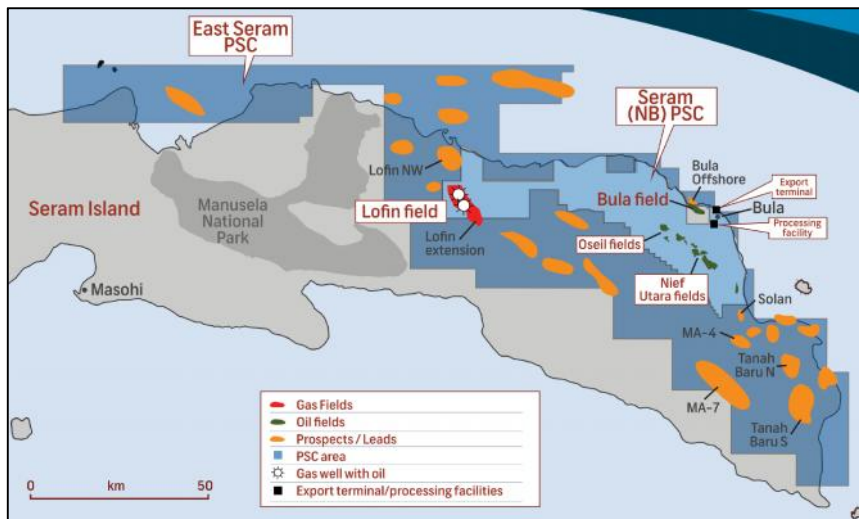 East Seram
PSC
Seram
(NB) PSC
Lofin NW
Bula
Offshore
Export
terminal
Bula field
Bula
Processing
facility
Manusela
National
Park
Seram Island
Lofin field
Lofin
extension
Oseil fields
Nief
Utara fields
Masohi
Solan
MA-4
Tanah
Baru N
MA-7
Tanah
Baru S
Gas Fields
Oil fields
Prospects / Leads
PSC area
Gas well with oil
Export terminal/processing facilities
0 km 50